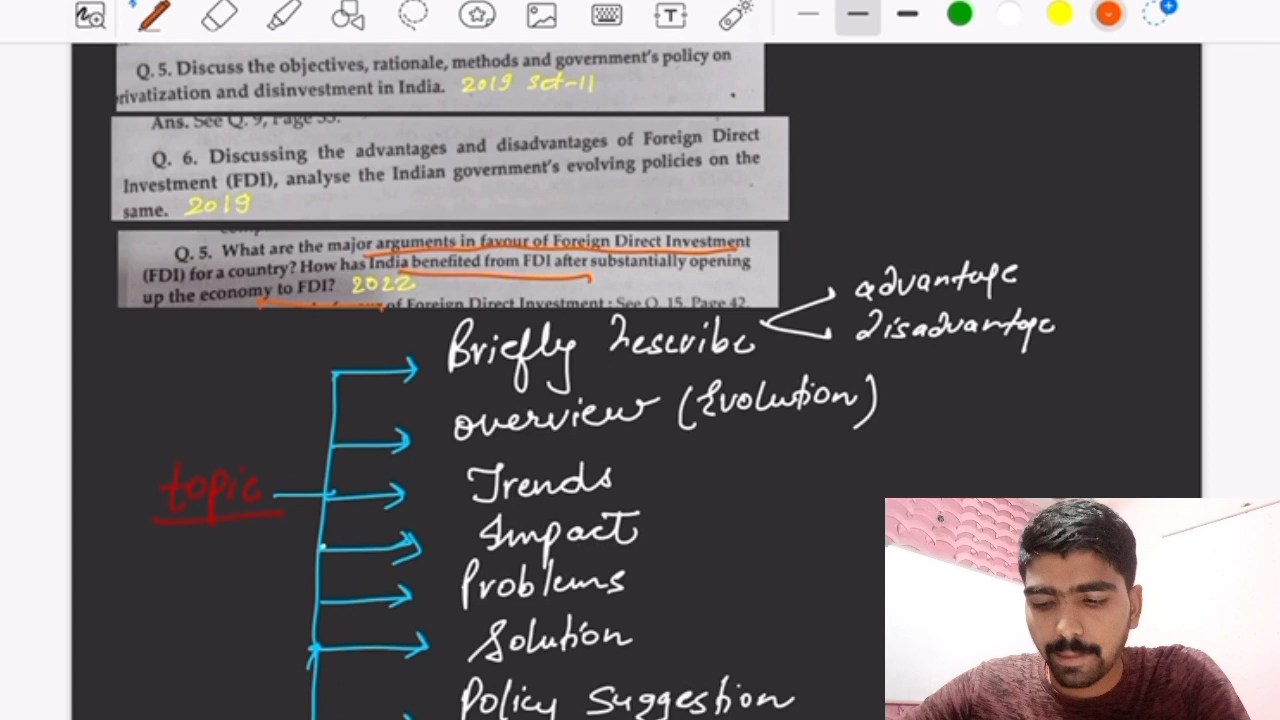 Q. 5. Discuss the objectives, rationale, methods and government's policy on
rivatization and disinvestment in India. 2019 Set-11
Ans. See Q. 9, Page 55.
Q. 6. Discussing the advantages and disadvantages of Foreign Direct
Investment (FDI), analyse the Indian government's evolving policies on the
same. 2019
Q. 5. What are the major arguments in favour of Foreign Direct Investment
(FDI) for a country? How has India benefited from FDI after substantially opening
up the economy to FDI? 2022
of Foreign Direct Investment : See Q. 15, Page 42.
Briefly Describe
advantage
Disadvantage
overview (Evolution)
Trends
topic
Impact
Problems
Solution
Policy Suggestion